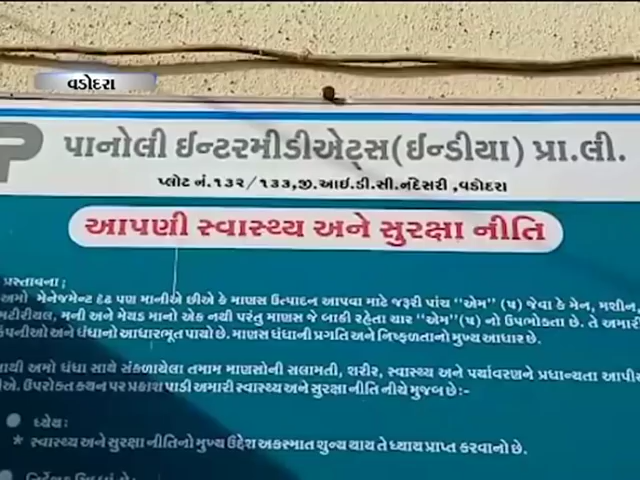 વડોદરા
પાનોલી ઈન્ટરમીડીએટ્સ(ઈન્ડીયા) પ્રા.લી.
પ્લોટ નં.૧૩૨/૧૩૩,જી.આઈ.ડી.સી.નંદેસરી ,વડોદરા
આપણી સ્વાસ્થ્ય અને સુરક્ષા નીતિ
પ્રસ્તાવના ;
અમો મેનેજમેન્ટ દૃઢ પણ માનીએ છીએ કે માણસ ઉત્પાદન આપવા માટે જરૂરી પાંચ "એમ" (૫) જેવા કે મેન, મશીન,
મટીરીયલ, મની અને મેથડ માનો એક નથી પરંતુ માણસ જે બાકી રહેતા ચાર "એમ"(૫) નો ઉપભોકતા છે. તે અમારી
કંપનીઓ અને ધંધાનો આધારભૂત પાયો છે. માણસ ધંધાની પ્રગતિ અને નિષ્ફળતાનો મુખ્ય આધાર છે.
આથી અમો ધંધા સાથે સંકળાયેલા તમામ માણસોની સલામતી, શરીર, સ્વાસ્થ્ય અને પર્યાવરણને પ્રધાન્યતા આપીએ
છીએ. ઉપરોક્ત કથન પર પ્રકાશ પાડી અમારી સ્વાસ્થ્ય અને સુરક્ષા નીતિ નીચે મુજબ છે :-
ધ્યેય:
* સ્વાસ્થ્ય અને સુરક્ષા નીતિનો મુખ્ય ઉદ્દેશ અકસ્માત શુન્ય થાય તે ધ્યાય પ્રાપ્ત કરવાનો છે.